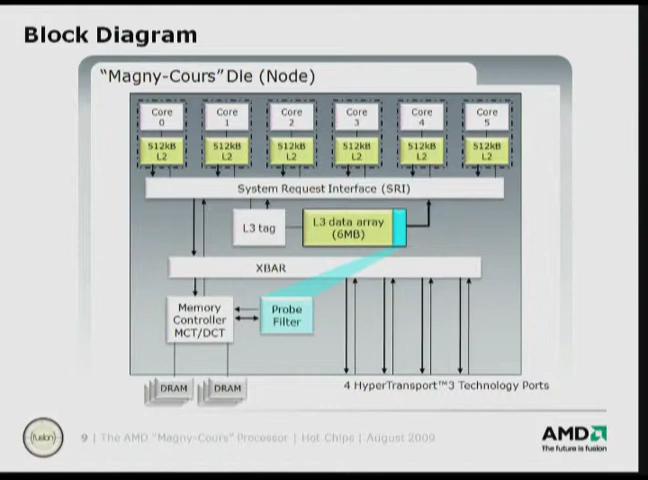 Block Diagram
“Magny-Cours” Die (Node)
Core
0
Core
1
Core
2
Core
3
Core
4
Core
5
512kB
L2
512kB
L2
512kB
L2
512kB
L2
512kB
L2
512kB
L2
System Request Interface (SRI)
L3 tag
L3 data array
(6MB)
XBAR
Memory
Controller
MCT/DCT
Probe
Filter
DRAM
DRAM
4 HyperTransport™3 Technology Ports
fusion
9 | The AMD “Magny-Cours” Processor | Hot Chips | August 2009
AMD
The future is fusion